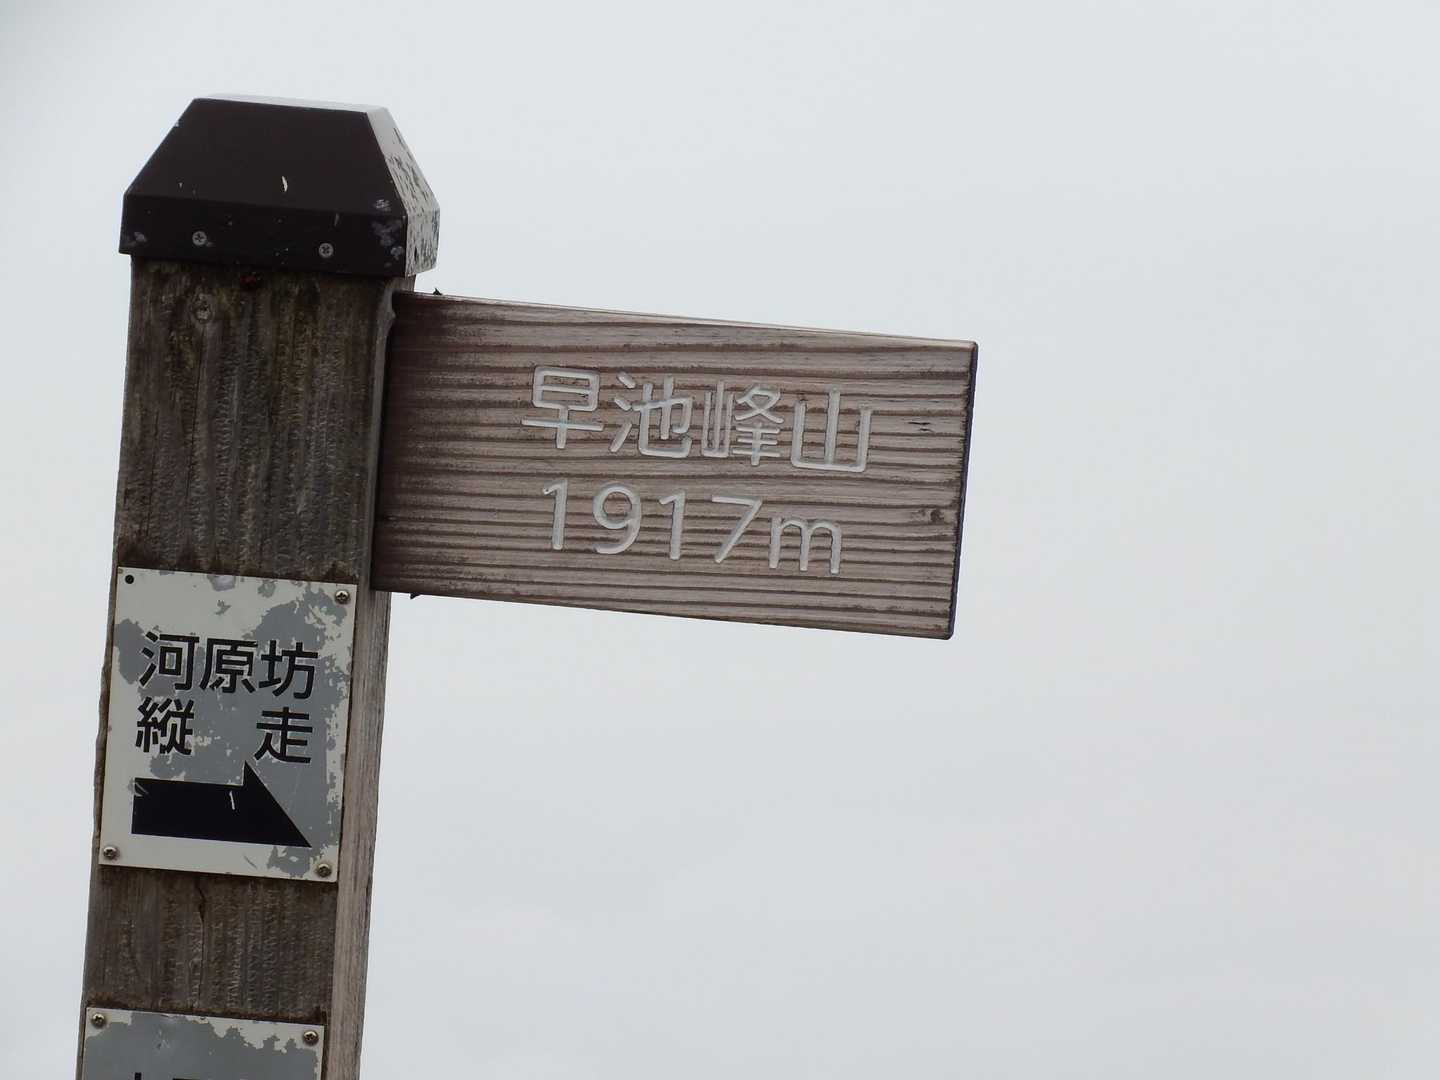 早池峰山
1917m
河原坊
縦 走